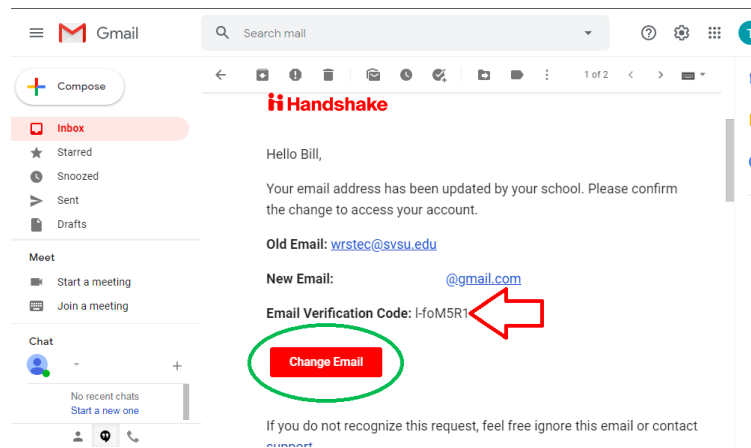 Gmail
Search mail
Compose
1 of 2
Inbox
Starred
Snoozed
Sent
Drafts
Meet
Start a meeting
Join a meeting
Chat
No recent chats
Start a new one
Handshake
Hello Bill,
Your email address has been updated by your school. Please confirm
the change to access your account.
Old Email: wrstec@svsu.edu
New Email: @gmail.com
Email Verification Code: l-foM5R1
Change Email
If you do not recognize this request, feel free ignore this email or contact
support